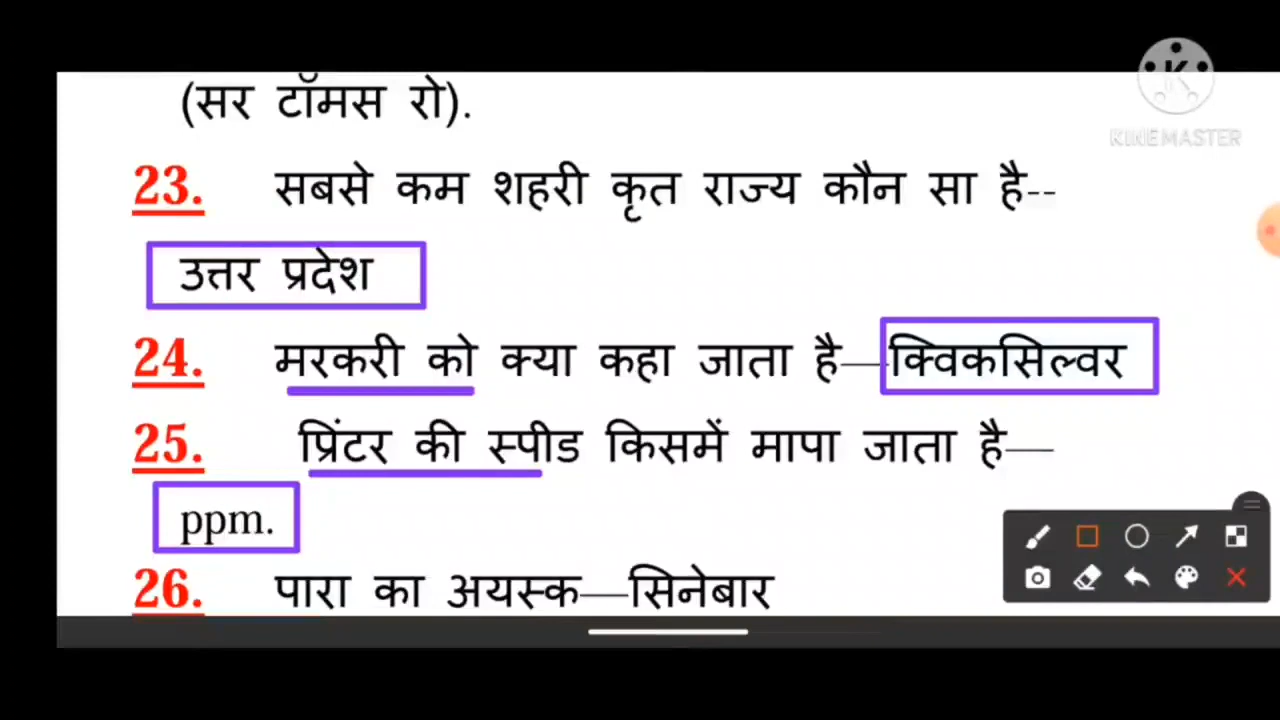 (सर टॉमस रो).
KINEMASTER
23. सबसे कम शहरी कृत राज्य कौन सा है--
उत्तर प्रदेश
24. मरकरी को क्या कहा जाता है—क्विकसिल्वर
25. प्रिंटर की स्पीड किसमें मापा जाता है—
ppm.
26. पारा का अयस्क—सिनेबार